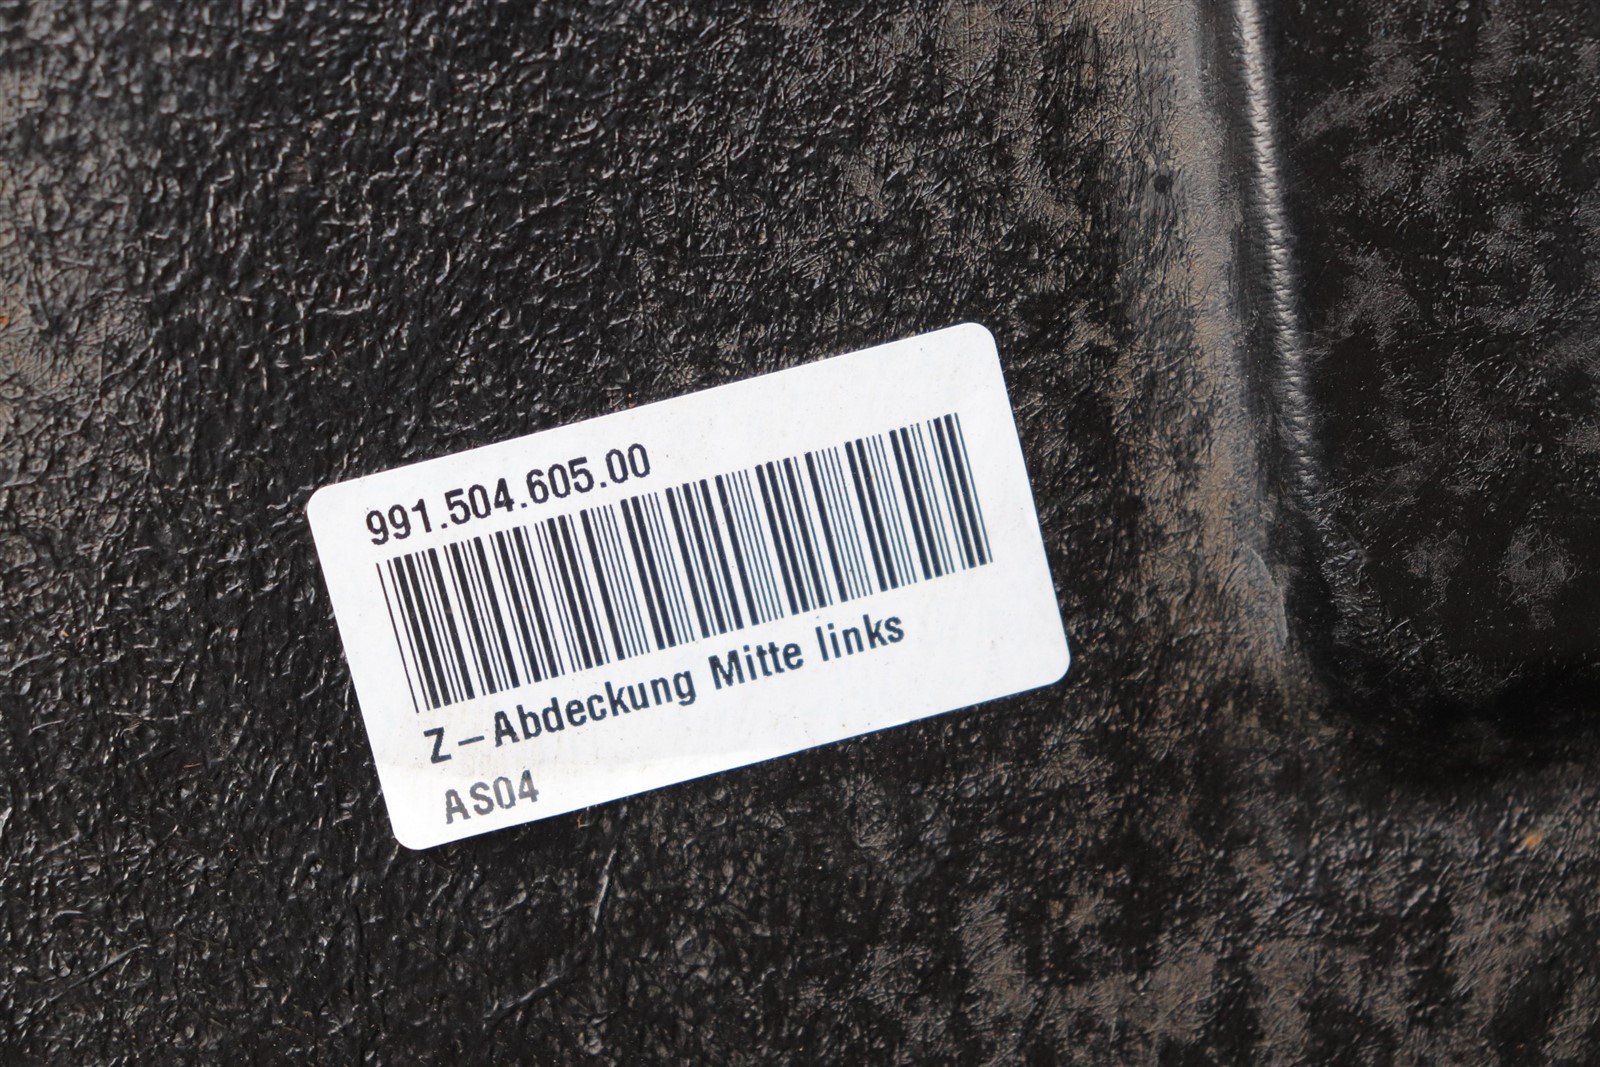 991.504.605.00
Z-Abdeckung Mitte links
AS04